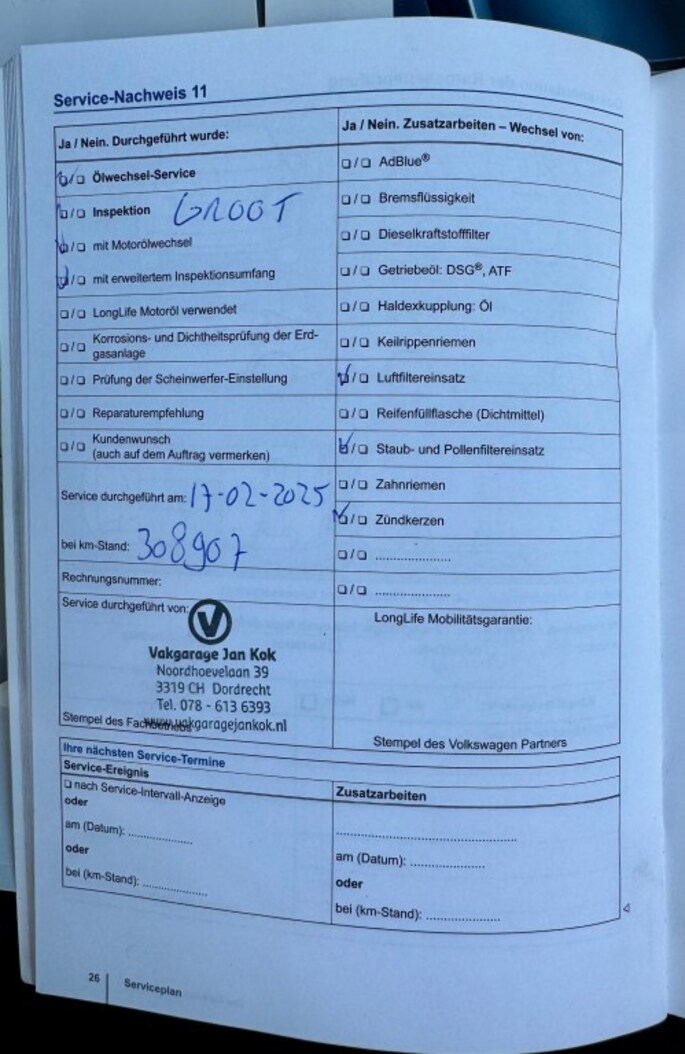 Service-Nachweis 11
Ja / Nein. Durchgeführt wurde:
❑/❑ Ölwechsel-Service
❑/❑ Inspektion GROOT
❑/❑ mit Motorölwechsel
❑/❑ mit erweitertem Inspektionsumfang
❑/❑ LongLife Motoröl verwendet
❑/❑ Korrosions- und Dichtheitsprüfung der Erd-
gasanlage
❑/❑ Prüfung der Scheinwerfer-Einstellung
❑/❑ Reparaturempfehlung
❑/❑ Kundenwunsch
(auch auf dem Auftrag vermerken)
Service durchgeführt am: 17-02-2025
bei km-Stand: 308907
Rechnungsnummer:
Service durchgeführt von:
V
Vakgarage Jan Kok
Noordhoevelaan 39
3319 CH Dordrecht
Tel. 078 - 613 6393
www.vakgaragejankok.nl
Stempel des Fachbetriebs
Ja / Nein. Zusatzarbeiten – Wechsel von:
❑/❑ AdBlue®
❑/❑ Bremsflüssigkeit
❑/❑ Dieselkraftstofffilter
❑/❑ Getriebeöl: DSG®, ATF
❑/❑ Haldexkupplung: Öl
❑/❑ Keilrippenriemen
❑/❑ Luftfiltereinsatz
❑/❑ Reifenfüllflasche (Dichtmittel)
❑/❑ Staub- und Pollenfiltereinsatz
❑/❑ Zahnriemen
❑/❑ Zündkerzen
❑/❑ ....................
❑/❑ ....................
LongLife Mobilitätsgarantie:
Stempel des Volkswagen Partners
Ihre nächsten Service-Termine
Service-Ereignis
❑ nach Service-Intervall-Anzeige
oder
am (Datum): ................
oder
bei (km-Stand): ................
Zusatzarbeiten
.............................................
am (Datum): ..................
oder
bei (km-Stand): ..................
26
Serviceplan